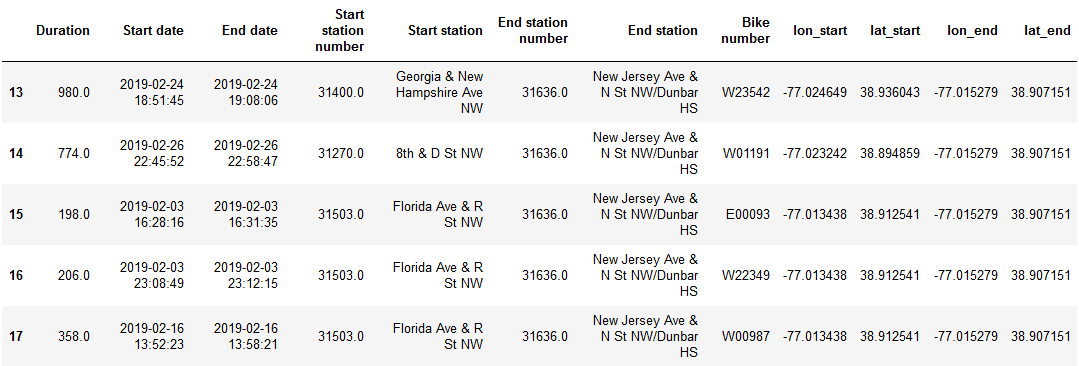 Duration Start date End date Start station number Start station End station number End station Bike number lon_start lat_start lon_end lat_end
13 980.0 2019-02-24 18:51:45 2019-02-24 19:08:06 31400.0 Georgia & New Hampshire Ave NW 31636.0 New Jersey Ave & N St NW/Dunbar HS W23542 -77.024649 38.936043 -77.015279 38.907151
14 774.0 2019-02-26 22:45:52 2019-02-26 22:58:47 31270.0 8th & D St NW 31636.0 New Jersey Ave & N St NW/Dunbar HS W01191 -77.023242 38.894859 -77.015279 38.907151
15 198.0 2019-02-03 16:28:16 2019-02-03 16:31:35 31503.0 Florida Ave & R St NW 31636.0 New Jersey Ave & N St NW/Dunbar HS E00093 -77.013438 38.912541 -77.015279 38.907151
16 206.0 2019-02-03 23:08:49 2019-02-03 23:12:15 31503.0 Florida Ave & R St NW 31636.0 New Jersey Ave & N St NW/Dunbar HS W22349 -77.013438 38.912541 -77.015279 38.907151
17 358.0 2019-02-16 13:52:23 2019-02-16 13:58:21 31503.0 Florida Ave & R St NW 31636.0 New Jersey Ave & N St NW/Dunbar HS W00987 -77.013438 38.912541 -77.015279 38.907151